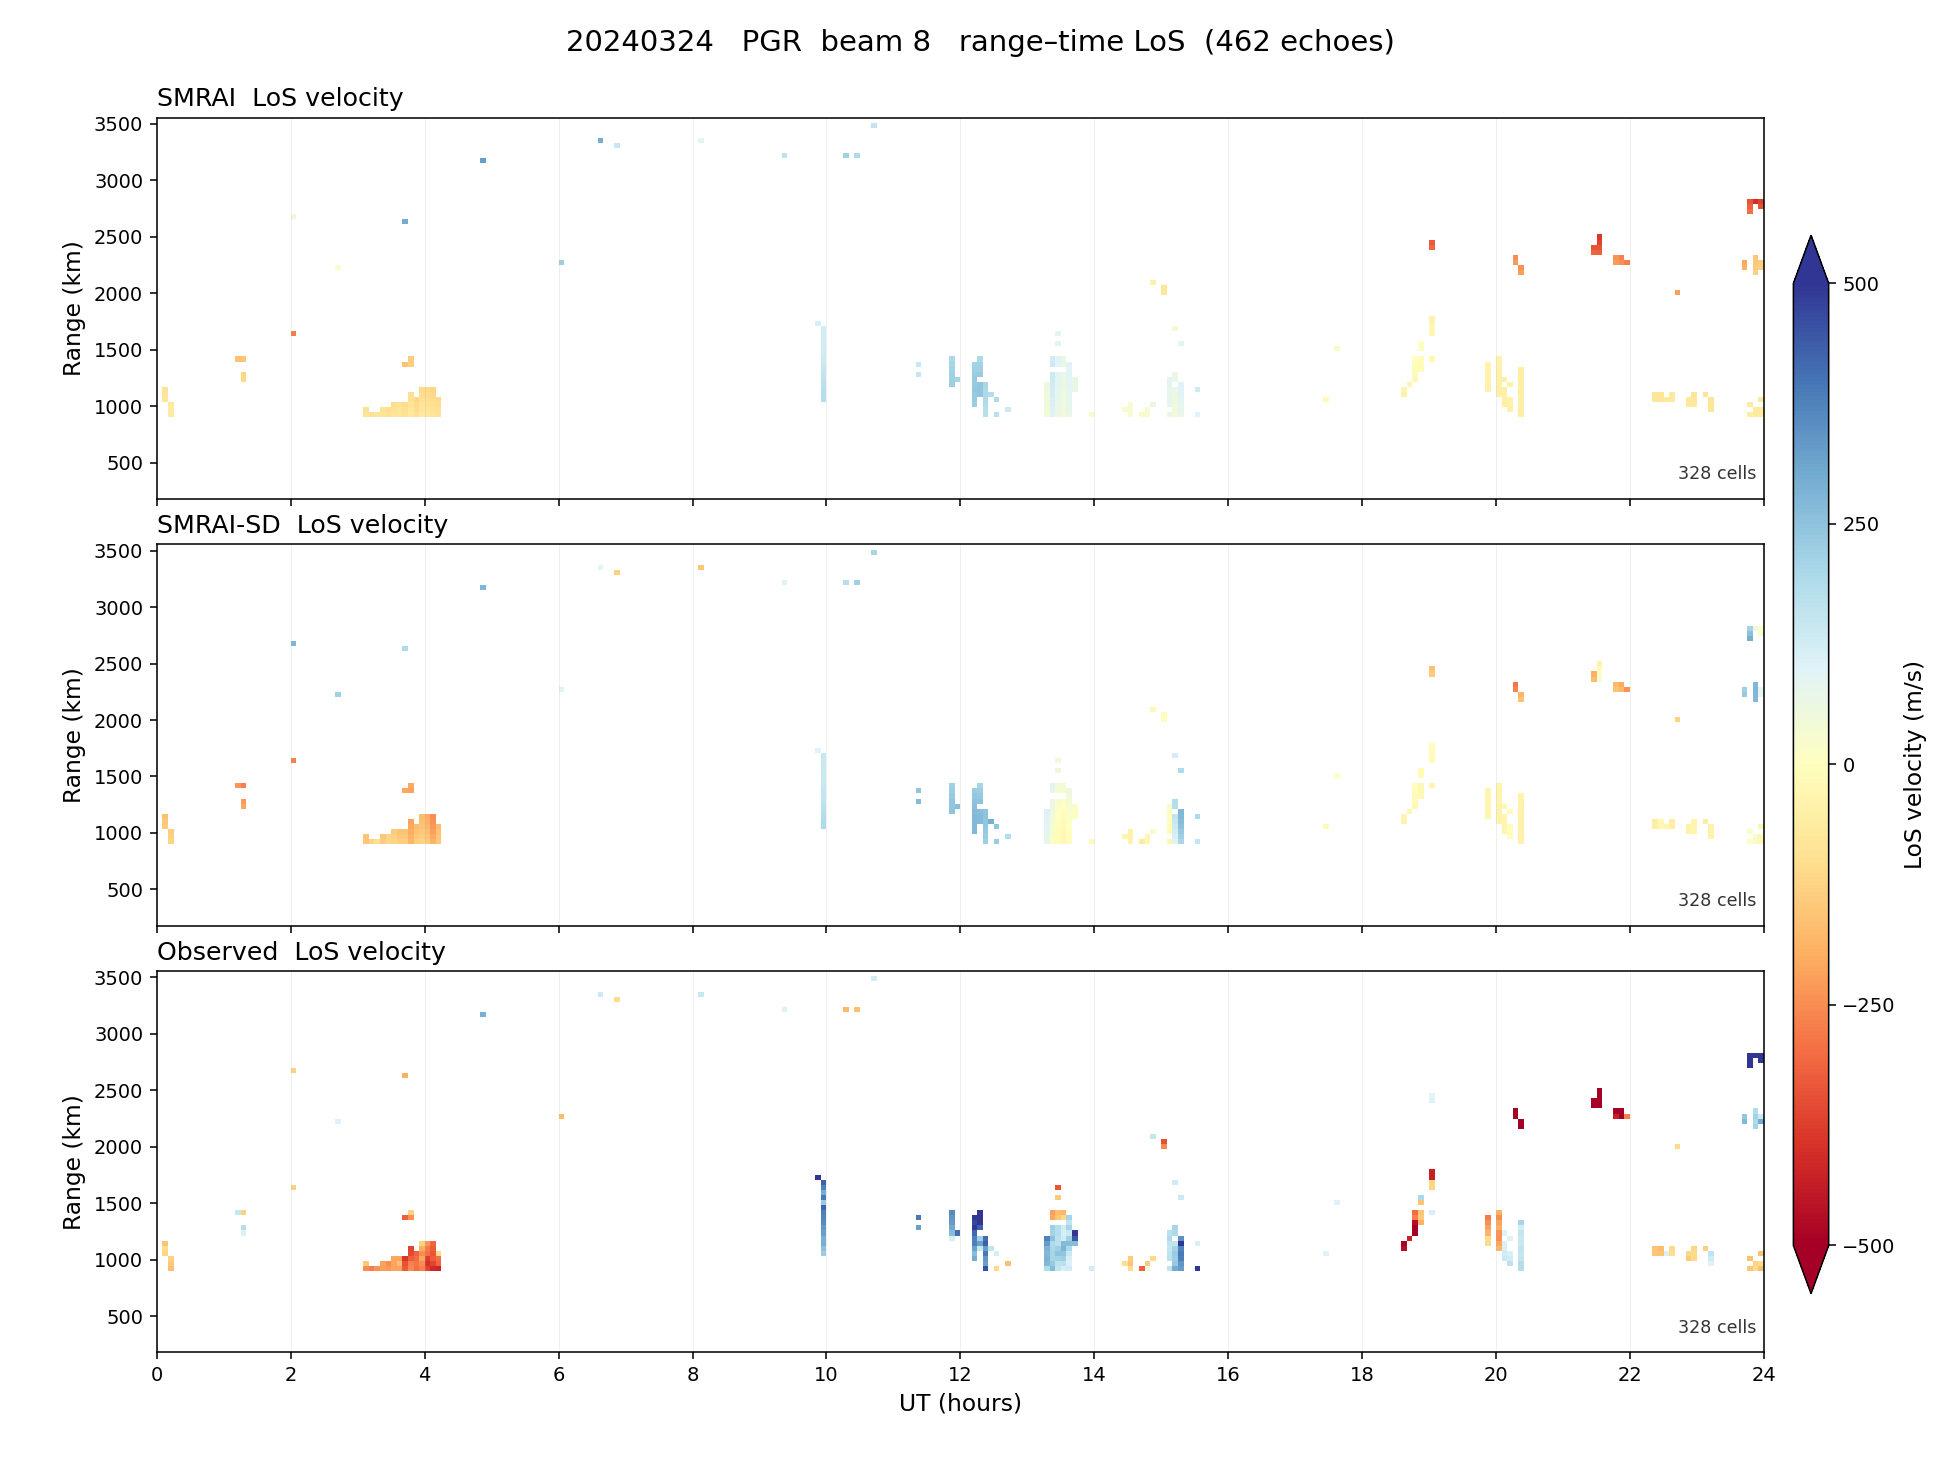 20240324   PGR  beam 8   range–time LoS  (462 echoes)
SMRAI  LoS velocity
3500
3000
2500
2000
1500
1000
500
Range (km)
328 cells
SMRAI-SD  LoS velocity
3500
3000
2500
2000
1500
1000
500
Range (km)
328 cells
Observed  LoS velocity
3500
3000
2500
2000
1500
1000
500
Range (km)
328 cells
0 2 4 6 8 10 12 14 16 18 20 22 24
UT (hours)
500
250
0
−250
−500
LoS velocity (m/s)